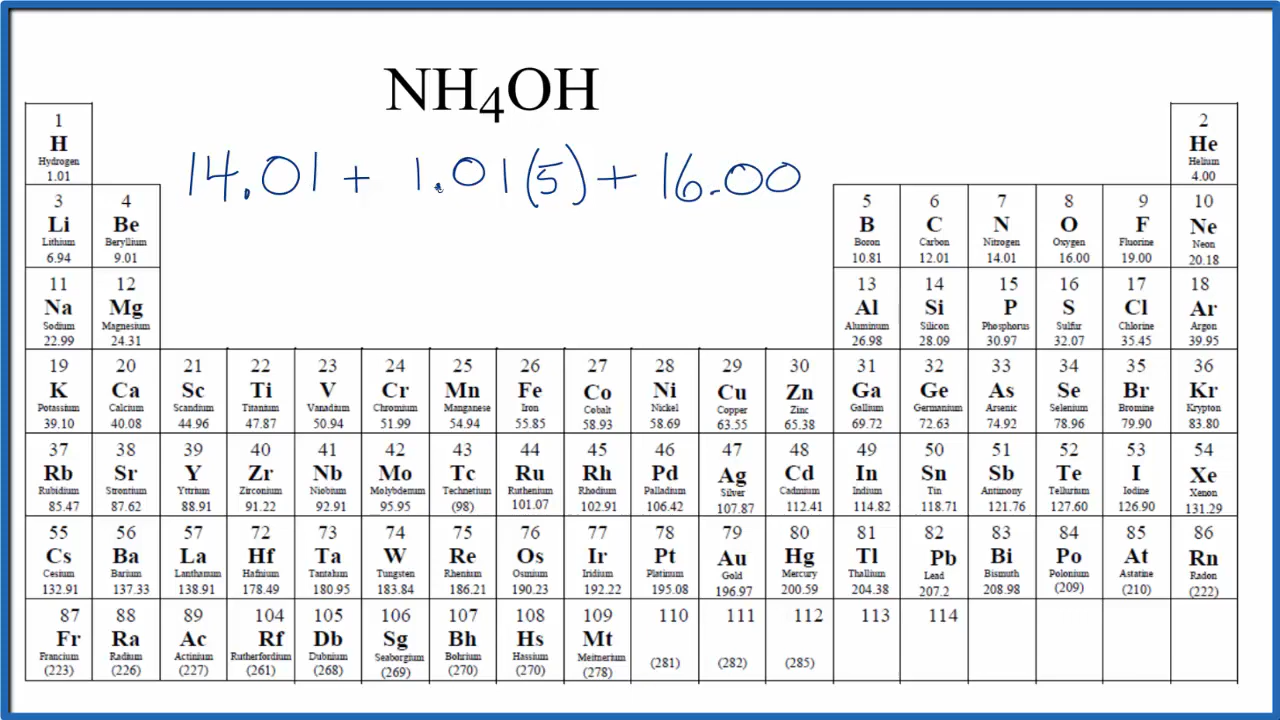 NH₄OH
14.01 + 1.01(5) + 16.00
1 2
H He
Hydrogen Helium
1.01 4.00
3 4 5 6 7 8 9 10
Li Be B C N O F Ne
Lithium Beryllium Boron Carbon Nitrogen Oxygen Fluorine Neon
6.94 9.01 10.81 12.01 14.01 16.00 19.00 20.18
11 12 13 14 15 16 17 18
Na Mg Al Si P S Cl Ar
Sodium Magnesium Aluminum Silicon Phosphorus Sulfur Chlorine Argon
22.99 24.31 26.98 28.09 30.97 32.07 35.45 39.95
19 20 21 22 23 24 25 26 27 28 29 30 31 32 33 34 35 36
K Ca Sc Ti V Cr Mn Fe Co Ni Cu Zn Ga Ge As Se Br Kr
Potassium Calcium Scandium Titanium Vanadium Chromium Manganese Iron Cobalt Nickel Copper Zinc Gallium Germanium Arsenic Selenium Bromine Krypton
39.10 40.08 44.96 47.87 50.94 51.99 54.94 55.85 58.93 58.69 63.55 65.38 69.72 72.63 74.92 78.96 79.90 83.80
37 38 39 40 41 42 43 44 45 46 47 48 49 50 51 52 53 54
Rb Sr Y Zr Nb Mo Tc Ru Rh Pd Ag Cd In Sn Sb Te I Xe
Rubidium Strontium Yttrium Zirconium Niobium Molybdenum Technetium Ruthenium Rhodium Palladium Silver Cadmium Indium Tin Antimony Tellurium Iodine Xenon
85.47 87.62 88.91 91.22 92.91 95.95 (98) 101.07 102.91 106.42 107.87 112.41 114.82 118.71 121.76 127.60 126.90 131.29
55 56 57 72 73 74 75 76 77 78 79 80 81 82 83 84 85 86
Cs Ba La Hf Ta W Re Os Ir Pt Au Hg Tl Pb Bi Po At Rn
Cesium Barium Lanthanum Hafnium Tantalum Tungsten Rhenium Osmium Iridium Platinum Gold Mercury Thallium Lead Bismuth Polonium Astatine Radon
132.91 137.33 138.91 178.49 180.95 183.84 186.21 190.23 192.22 195.08 196.97 200.59 204.38 207.2 208.98 (209) (210) (222)
87 88 89 104 105 106 107 108 109 110 111 112 113 114
Fr Ra Ac Rf Db Sg Bh Hs Mt
Francium Radium Actinium Rutherfordium Dubnium Seaborgium Bohrium Hassium Meitnerium
(223) (226) (227) (261) (268) (269) (270) (270) (278) (281) (282) (285)